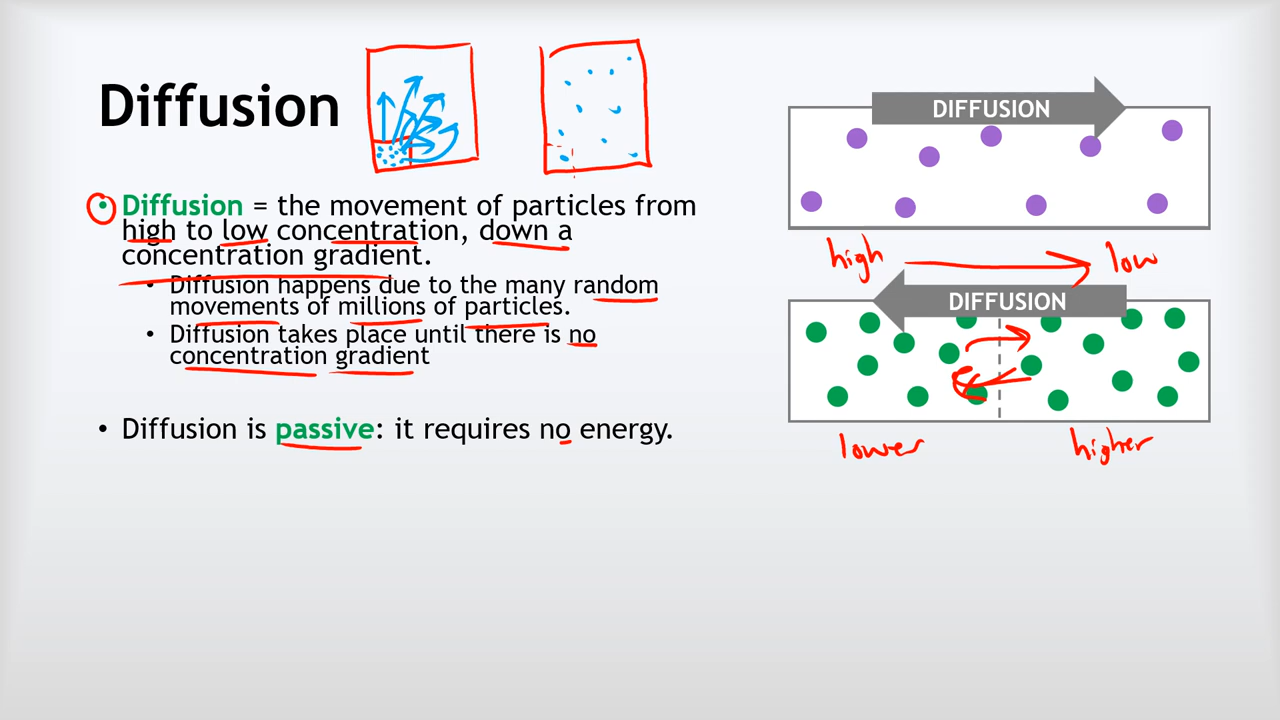 Diffusion
• Diffusion = the movement of particles from
high to low concentration, down a
concentration gradient.
• Diffusion happens due to the many random
movements of millions of particles.
• Diffusion takes place until there is no
concentration gradient
• Diffusion is passive: it requires no energy.
DIFFUSION
high low
DIFFUSION
lower higher